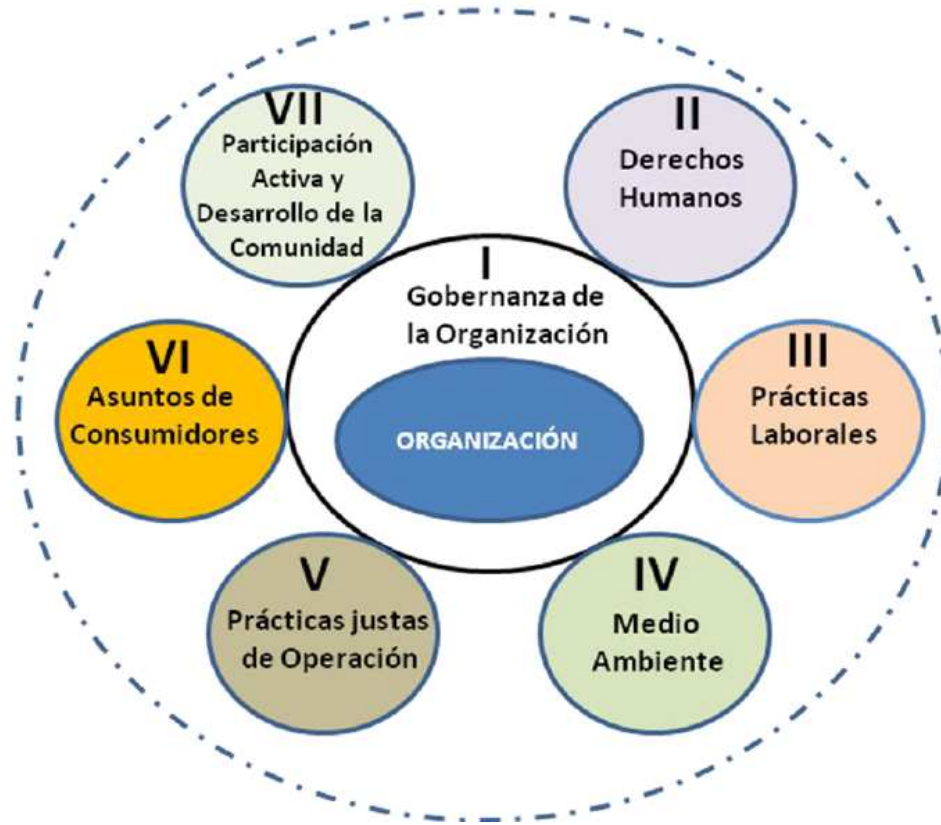 I
Gobernanza de
la Organización
ORGANIZACIÓN
II
Derechos
Humanos
III
Prácticas
Laborales
IV
Medio
Ambiente
V
Prácticas justas
de Operación
VI
Asuntos de
Consumidores
VII
Participación
Activa y
Desarrollo de la
Comunidad